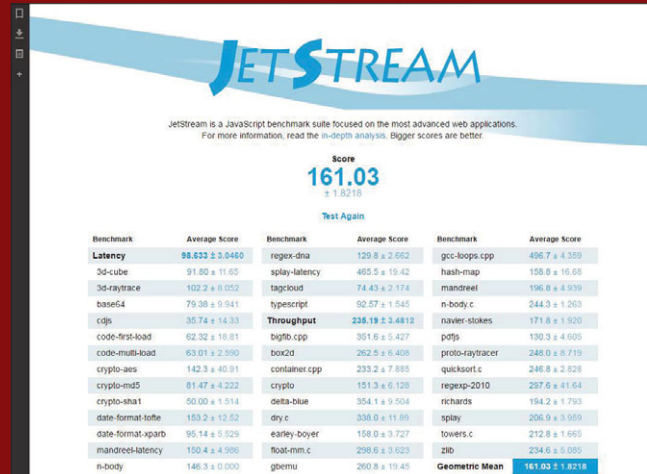 JETSTREAM
JetStream is a JavaScript benchmark suite focused on the most advanced web applications.
For more information, read the in-depth analysis. Bigger scores are better.
Score
161.03
± 1.8218
Test Again
Benchmark Average Score Benchmark Average Score Benchmark Average Score
Latency 98.633 ± 3.0460 regex-dna 129.8 ± 2.662 gcc-loops.cpp 496.7 ± 4.359
3d-cube 91.80 ± 11.65 splay-latency 465.5 ± 19.42 hash-map 158.8 ± 16.68
3d-raytrace 102.2 ± 8.052 tagcloud 74.43 ± 2.174 mandreel 196.8 ± 4.939
base64 79.38 ± 9.941 typescript 92.57 ± 1.545 n-body.c 244.3 ± 1.263
cdjs 35.74 ± 14.33 Throughput 235.19 ± 3.4812 navier-stokes 171.8 ± 1.920
code-first-load 62.32 ± 18.81 bigfib.cpp 351.6 ± 5.427 pdfjs 130.3 ± 4.605
code-multi-load 63.01 ± 2.590 box2d 262.5 ± 6.408 proto-raytracer 248.0 ± 8.719
crypto-aes 142.3 ± 40.91 container.cpp 233.2 ± 7.885 quicksort.c 246.8 ± 2.828
crypto-md5 81.47 ± 4.222 crypto 151.3 ± 6.128 regexp-2010 297.6 ± 41.64
crypto-sha1 50.00 ± 1.514 delta-blue 354.1 ± 9.504 richards 194.2 ± 1.793
date-format-tofte 153.2 ± 12.52 dry.c 338.0 ± 11.89 splay 206.9 ± 3.959
date-format-xparb 95.14 ± 5.529 earley-boyer 158.0 ± 3.727 towers.c 212.8 ± 1.665
mandreel-latency 150.4 ± 4.986 float-mm.c 298.6 ± 3.623 zlib 234.6 ± 5.085
n-body 146.3 ± 0.000 gbemu 260.8 ± 19.45 Geometric Mean 161.03 ± 1.8218